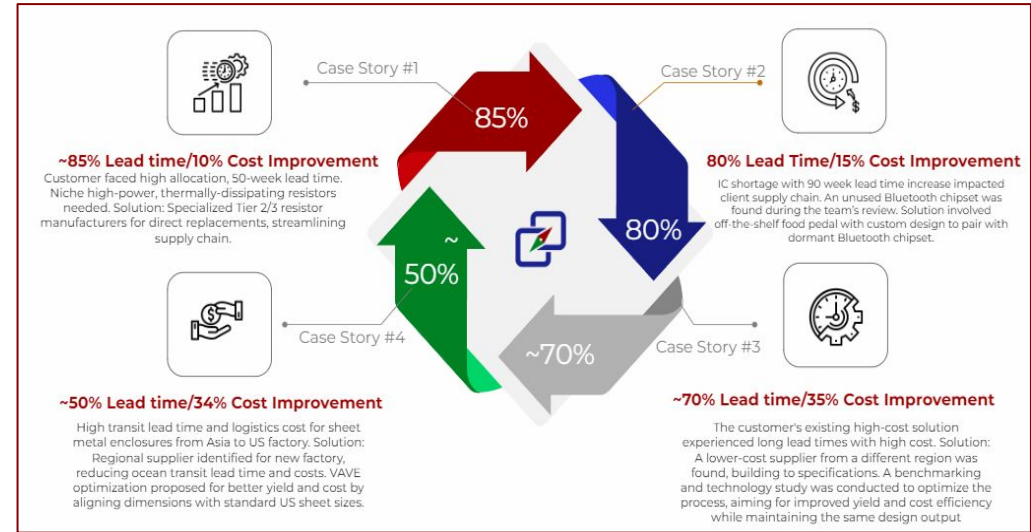 Case Story #1
85%
~85% Lead time/10% Cost Improvement
Customer faced high allocation, 50-week lead time.
Niche high-power, thermally-dissipating resistors
needed. Solution: Specialized Tier 2/3 resistor
manufacturers for direct replacements, streamlining
supply chain.
Case Story #2
80%
80% Lead Time/15% Cost Improvement
IC shortage with 90 week lead time increase impacted
client supply chain. An unused Bluetooth chipset was
found during the team's review. Solution involved
off-the-shelf food pedal with custom design to pair with
dormant Bluetooth chipset.
~
50%
Case Story #4
~50% Lead time/34% Cost Improvement
High transit lead time and logistics cost for sheet
metal enclosures from Asia to US factory. Solution:
Regional supplier identified for new factory,
reducing ocean transit lead time and costs. VAVE
optimization proposed for better yield and cost by
aligning dimensions with standard US sheet sizes.
~70%
Case Story #3
~70% Lead time/35% Cost Improvement
The customer's existing high-cost solution
experienced long lead times with high cost. Solution:
A lower-cost supplier from a different region was
found, building to specifications. A benchmarking
and technology study was conducted to optimize the
process, aiming for improved yield and cost efficiency
while maintaining the same design output